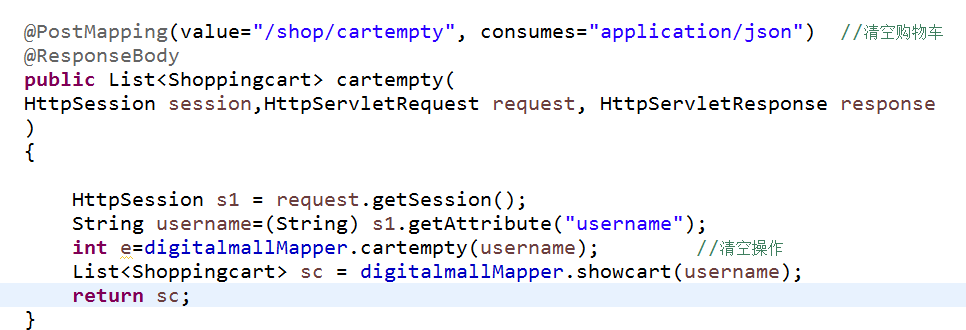 @PostMapping(value="/shop/cartempty", consumes="application/json")  //清空购物车
@ResponseBody
public List<Shoppingcart> cartempty(
HttpSession session,HttpServletRequest request, HttpServletResponse response
)
{
    HttpSession s1 = request.getSession();
    String username=(String) s1.getAttribute("username");
    int e=digitalmallMapper.cartempty(username);        //清空操作
    List<Shoppingcart> sc = digitalmallMapper.showcart(username);
    return sc;
}